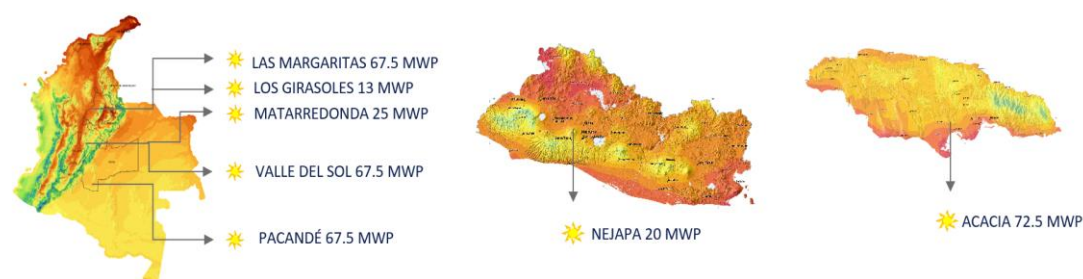 LAS MARGARITAS 67.5 MWP
LOS GIRASOLES 13 MWP
MATARREDONDA 25 MWP
VALLE DEL SOL 67.5 MWP
PACANDÉ 67.5 MWP
NEJAPA 20 MWP
ACACIA 72.5 MWP